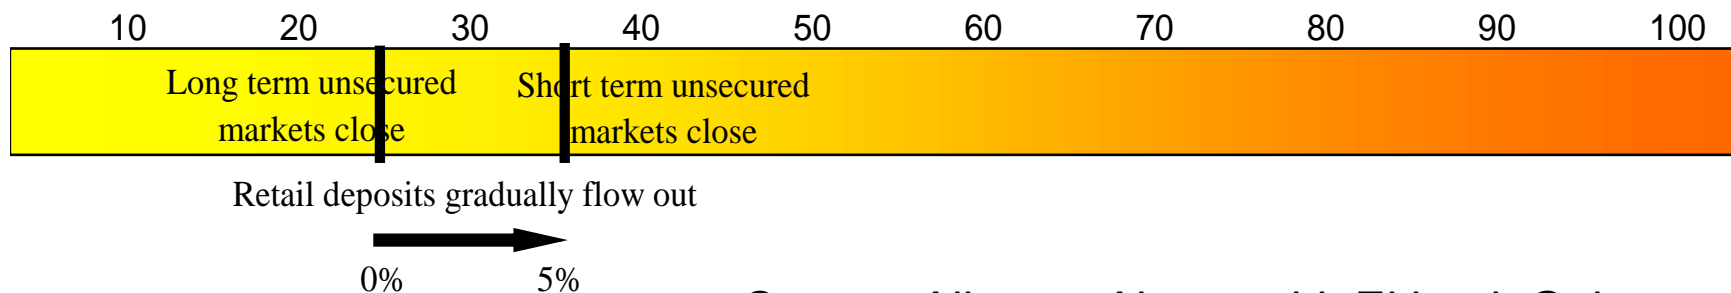 10 20 30 40 50 60 70 80 90 100
Long term unsecured
markets close
Short term unsecured
markets close
Retail deposits gradually flow out
0% 5%